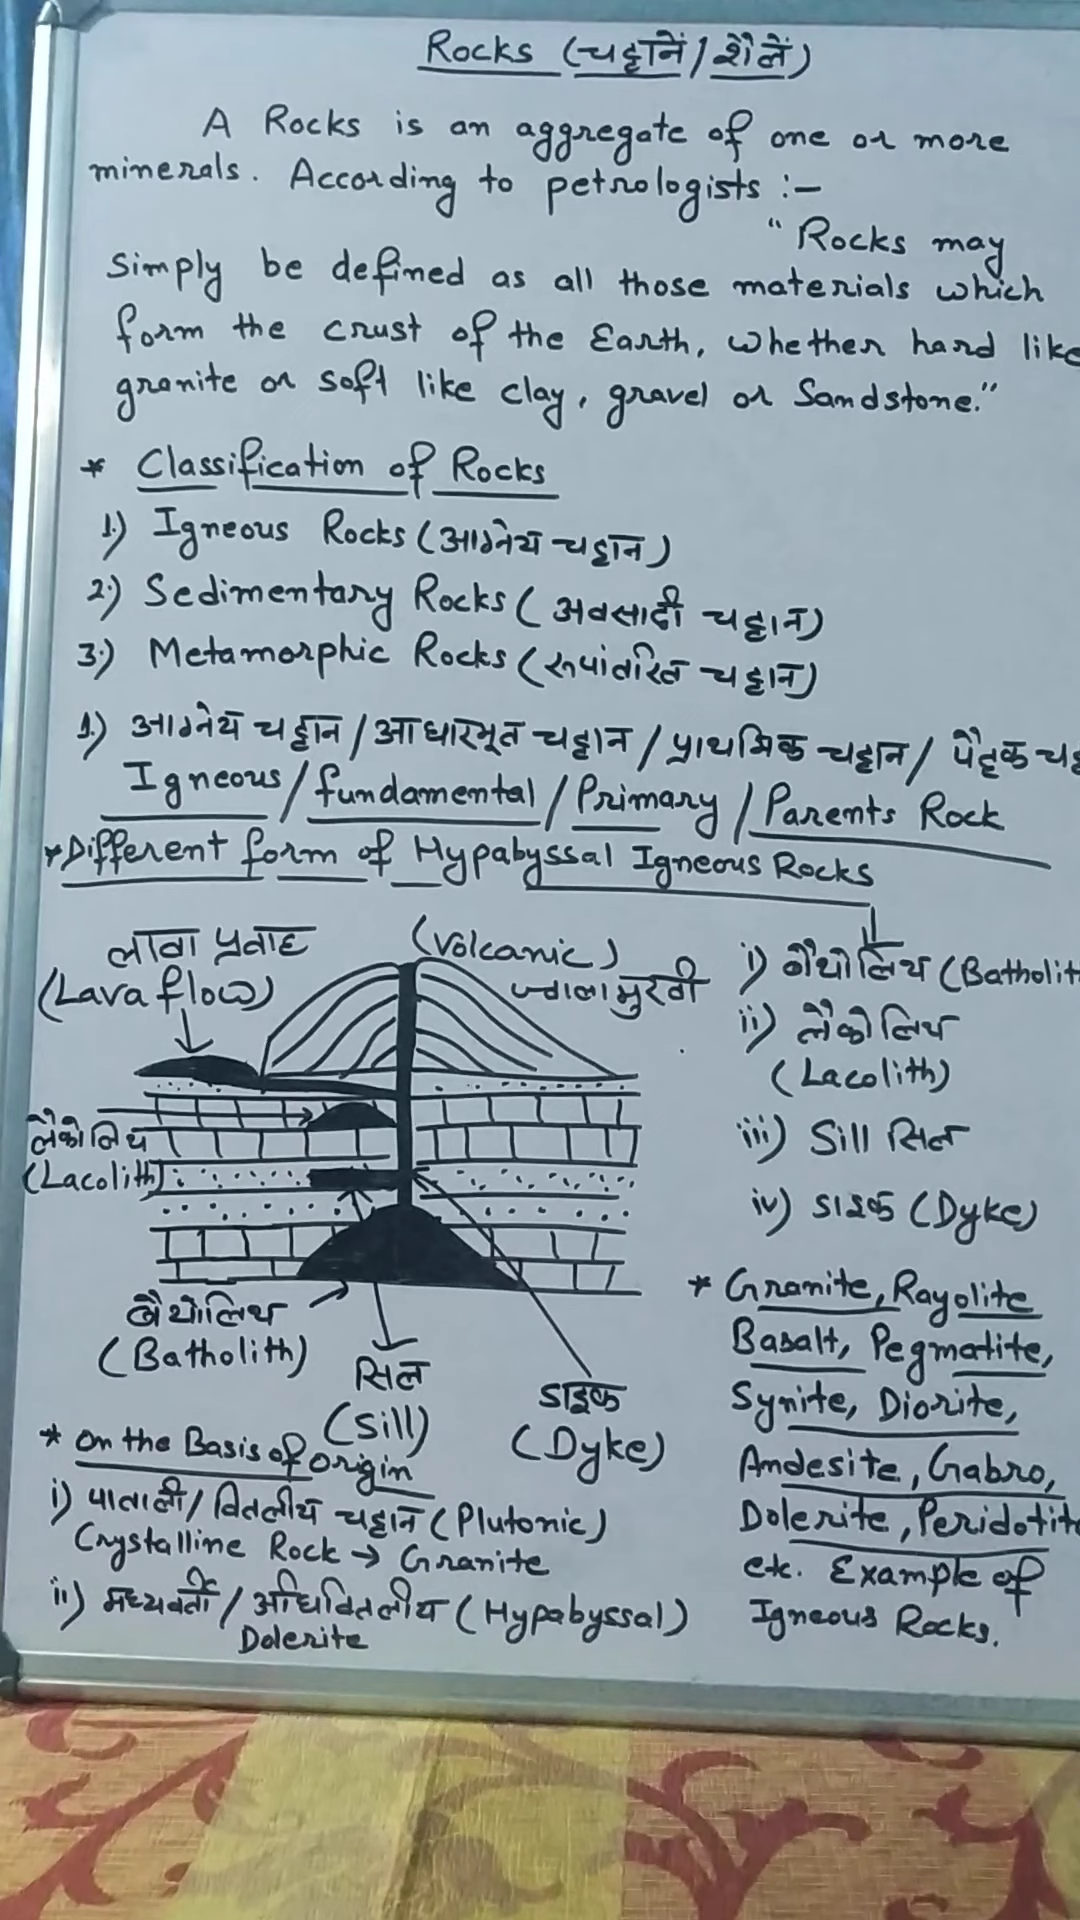 Rocks (चट्टानें/शैलें)
A Rocks is an aggregate of one or more
minerals. According to petrologists :-
"Rocks may
Simply be defined as all those materials which
form the crust of the Earth, whether hard like
granite or soft like clay, gravel or Sandstone."
* Classification of Rocks
1.) Igneous Rocks (आग्नेय चट्टान)
2.) Sedimentary Rocks (अवसादी चट्टान)
3.) Metamorphic Rocks (रूपांतरित चट्टान)
1.) आग्नेय चट्टान/आधारभूत चट्टान/प्राथमिक चट्टान/पैतृक
Igneous/fundamental/Primary/Parents Rock
* Different form of Hypabyssal Igneous Rocks
लावा प्रवाह
(Lava flow)
(Volcanic)
ज्वालामुखी
लैकोलिथ
(Lacolith)
बैथोलिथ
(Batholith)
सिल
(Sill)
डाइक
(Dyke)
i) बैथोलिथ (Batholit
ii) लैकोलिथ
(Lacolith)
iii) Sill सिल
iv) डाइक (Dyke)
* Granite, Rayolite
Basalt, Pegmatite,
Synite, Diorite,
Andesite, Gabro,
Dolerite, Peridotite
etc. Example of
Igneous Rocks.
* On the Basis of Origin
i) पाताली/वितलीय चट्टान (Plutonic)
Crystalline Rock → Granite
ii) मध्यवर्ती/अधिवितलीय (Hypabyssal)
Dolerite